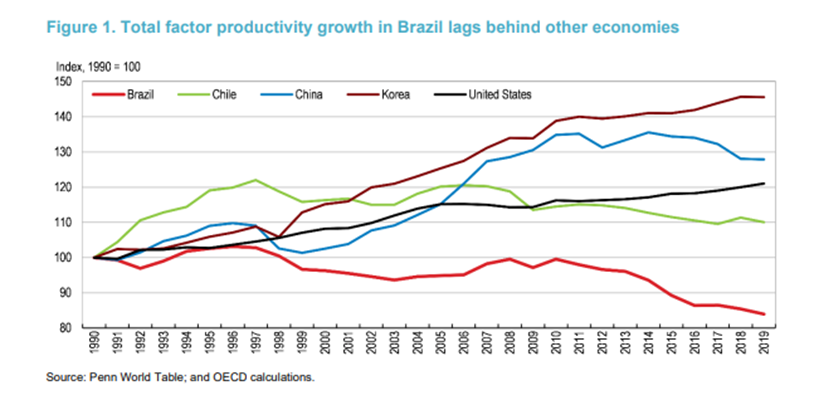 Figure 1. Total factor productivity growth in Brazil lags behind other economies
Index, 1990 = 100
150
Brazil Chile China Korea United States
140
130
120
110
100
90
80
1990 1991 1992 1993 1994 1995 1996 1997 1998 1999 2000 2001 2002 2003 2004 2005 2006 2007 2008 2009 2010 2011 2012 2013 2014 2015 2016 2017 2018 2019
Source: Penn World Table; and OECD calculations.